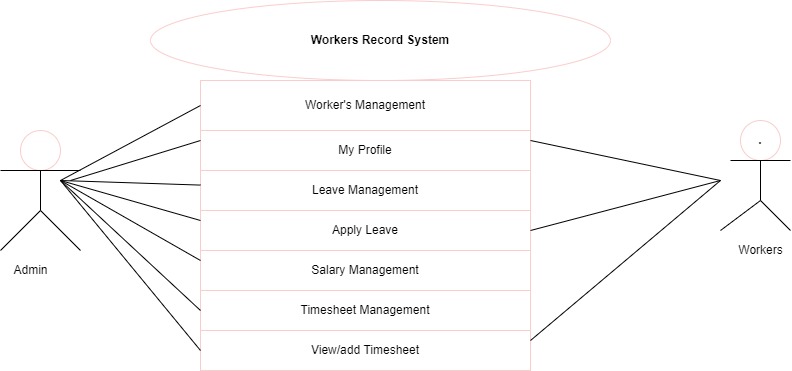 Workers Record System
Worker's Management
My Profile
Leave Management
Apply Leave
Salary Management
Timesheet Management
View/add Timesheet
Admin
.
Workers